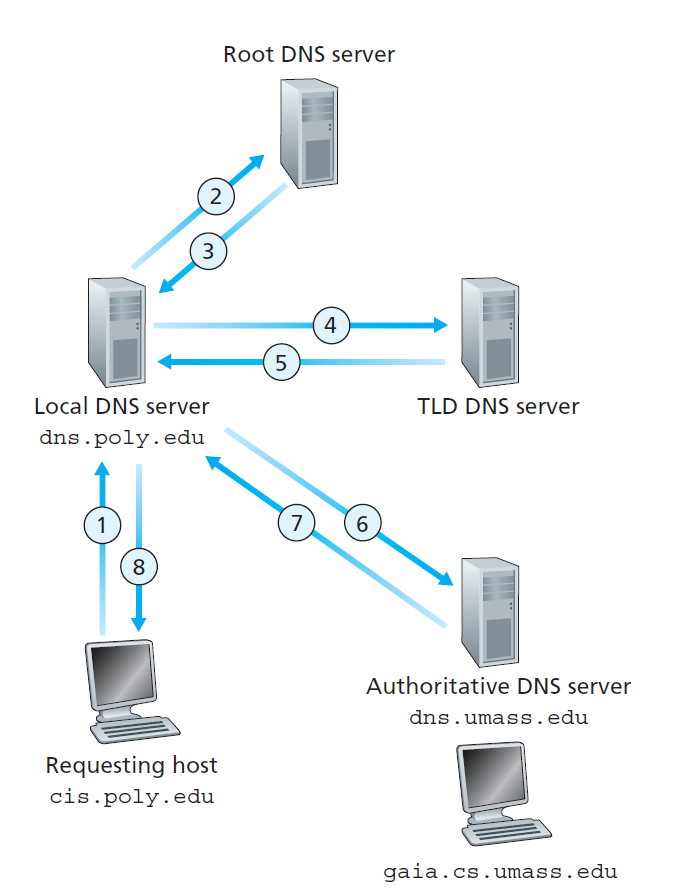 Root DNS server
2
3
4
5
Local DNS server
dns.poly.edu
TLD DNS server
1
8
7
6
Authoritative DNS server
dns.umass.edu
Requesting host
cis.poly.edu
gaia.cs.umass.edu